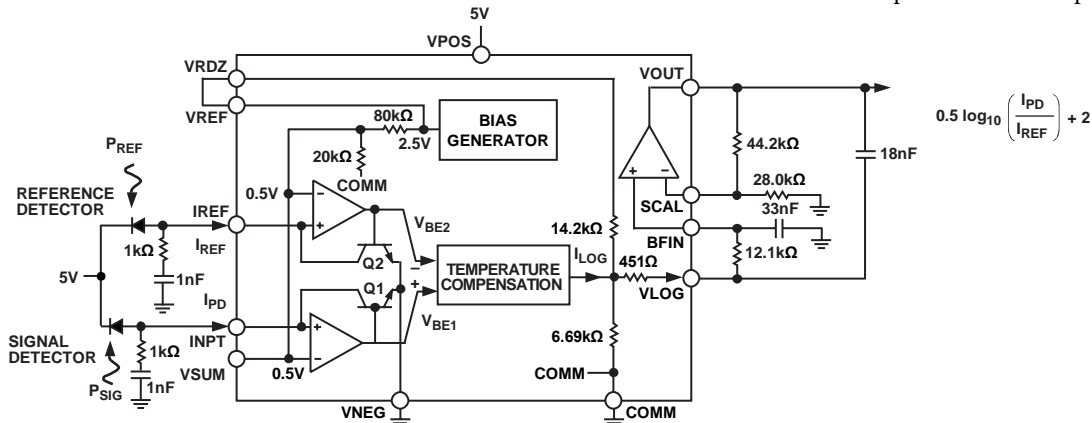 5V
VPOS
VRDZ
VREF
80kΩ
2.5V
BIAS
GENERATOR
20kΩ
COMM
VOUT
44.2kΩ
28.0kΩ
18nF
0.5 log10 (IPD/IREF) + 2
PREF
REFERENCE
DETECTOR
0.5V
IREF
IREF
1kΩ
1nF
VBE2
Q2
Q1
VBE1
TEMPERATURE
COMPENSATION
ILOG
14.2kΩ
451Ω
SCAL
33nF
BFIN
12.1kΩ
VLOG
5V
IPD
INPT
SIGNAL
DETECTOR
1kΩ
1nF
PSIG
VSUM
0.5V
6.69kΩ
COMM
VNEG
COMM
+
−
+
−
−
+
+
−